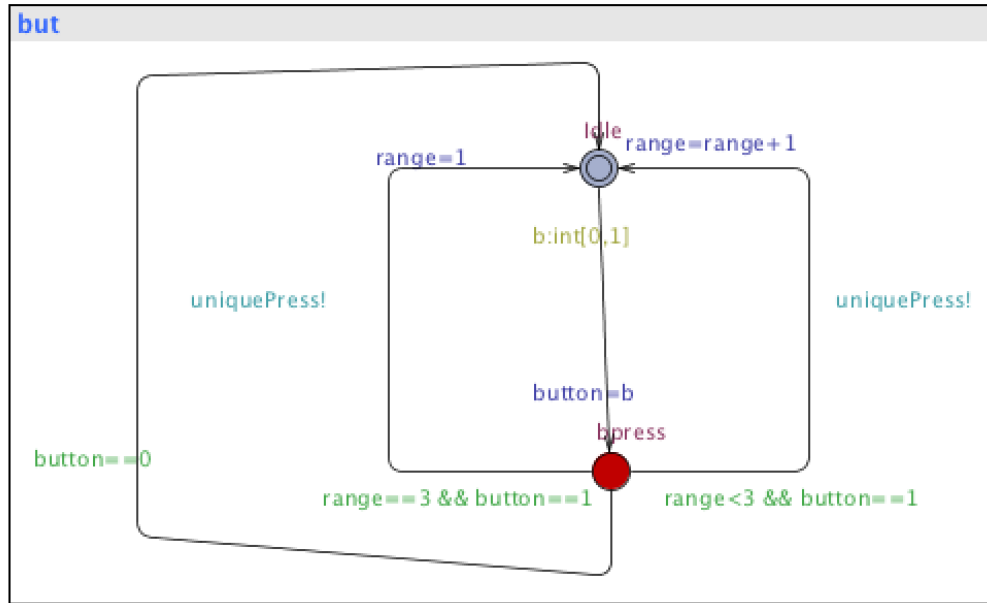 but
Idle
range=range+1
range=1
b:int[0,1]
uniquePress!
uniquePress!
button=b
bpress
button==0
range==3 && button==1
range<3 && button==1